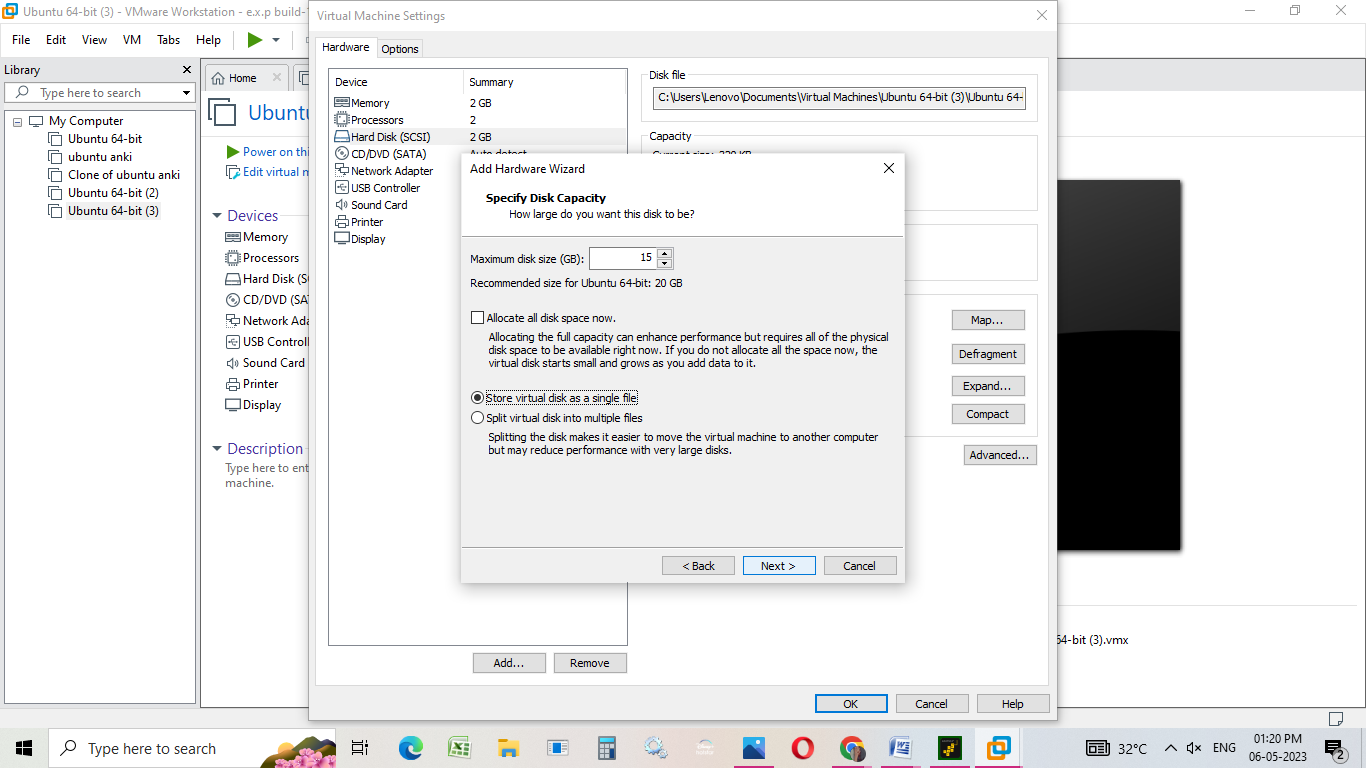 Ubuntu 64-bit (3) - VMware Workstation - e.x.p build-
File Edit View VM Tabs Help
Library
Type here to search
My Computer
Ubuntu 64-bit
ubuntu anki
Clone of ubuntu anki
Ubuntu 64-bit (2)
Ubuntu 64-bit (3)
Home
Ubuntu
Power on this
Edit virtual m
Devices
Memory
Processors
Hard Disk (SC
CD/DVD (SA
Network Ada
USB Control
Sound Card
Printer
Display
Description
Type here to ent
machine.
Virtual Machine Settings
Hardware Options
Device Summary
Memory 2 GB
Processors 2
Hard Disk (SCSI) 2 GB
CD/DVD (SATA) Auto detect
Network Adapter
USB Controller
Sound Card
Printer
Display
Disk file
C:\Users\Lenovo\Documents\Virtual Machines\Ubuntu 64-bit (3)\Ubuntu 64-
Capacity
Current size: 320 KB
Add Hardware Wizard
Specify Disk Capacity
How large do you want this disk to be?
Maximum disk size (GB): 15
Recommended size for Ubuntu 64-bit: 20 GB
Allocate all disk space now.
Allocating the full capacity can enhance performance but requires all of the physical
disk space to be available right now. If you do not allocate all the space now, the
virtual disk starts small and grows as you add data to it.
Store virtual disk as a single file
Split virtual disk into multiple files
Splitting the disk makes it easier to move the virtual machine to another computer
but may reduce performance with very large disks.
< Back Next > Cancel
Map...
Defragment
Expand...
Compact
Advanced...
64-bit (3).vmx
Add... Remove
OK Cancel Help
Type here to search
32°C
ENG
01:20 PM
06-05-2023
2